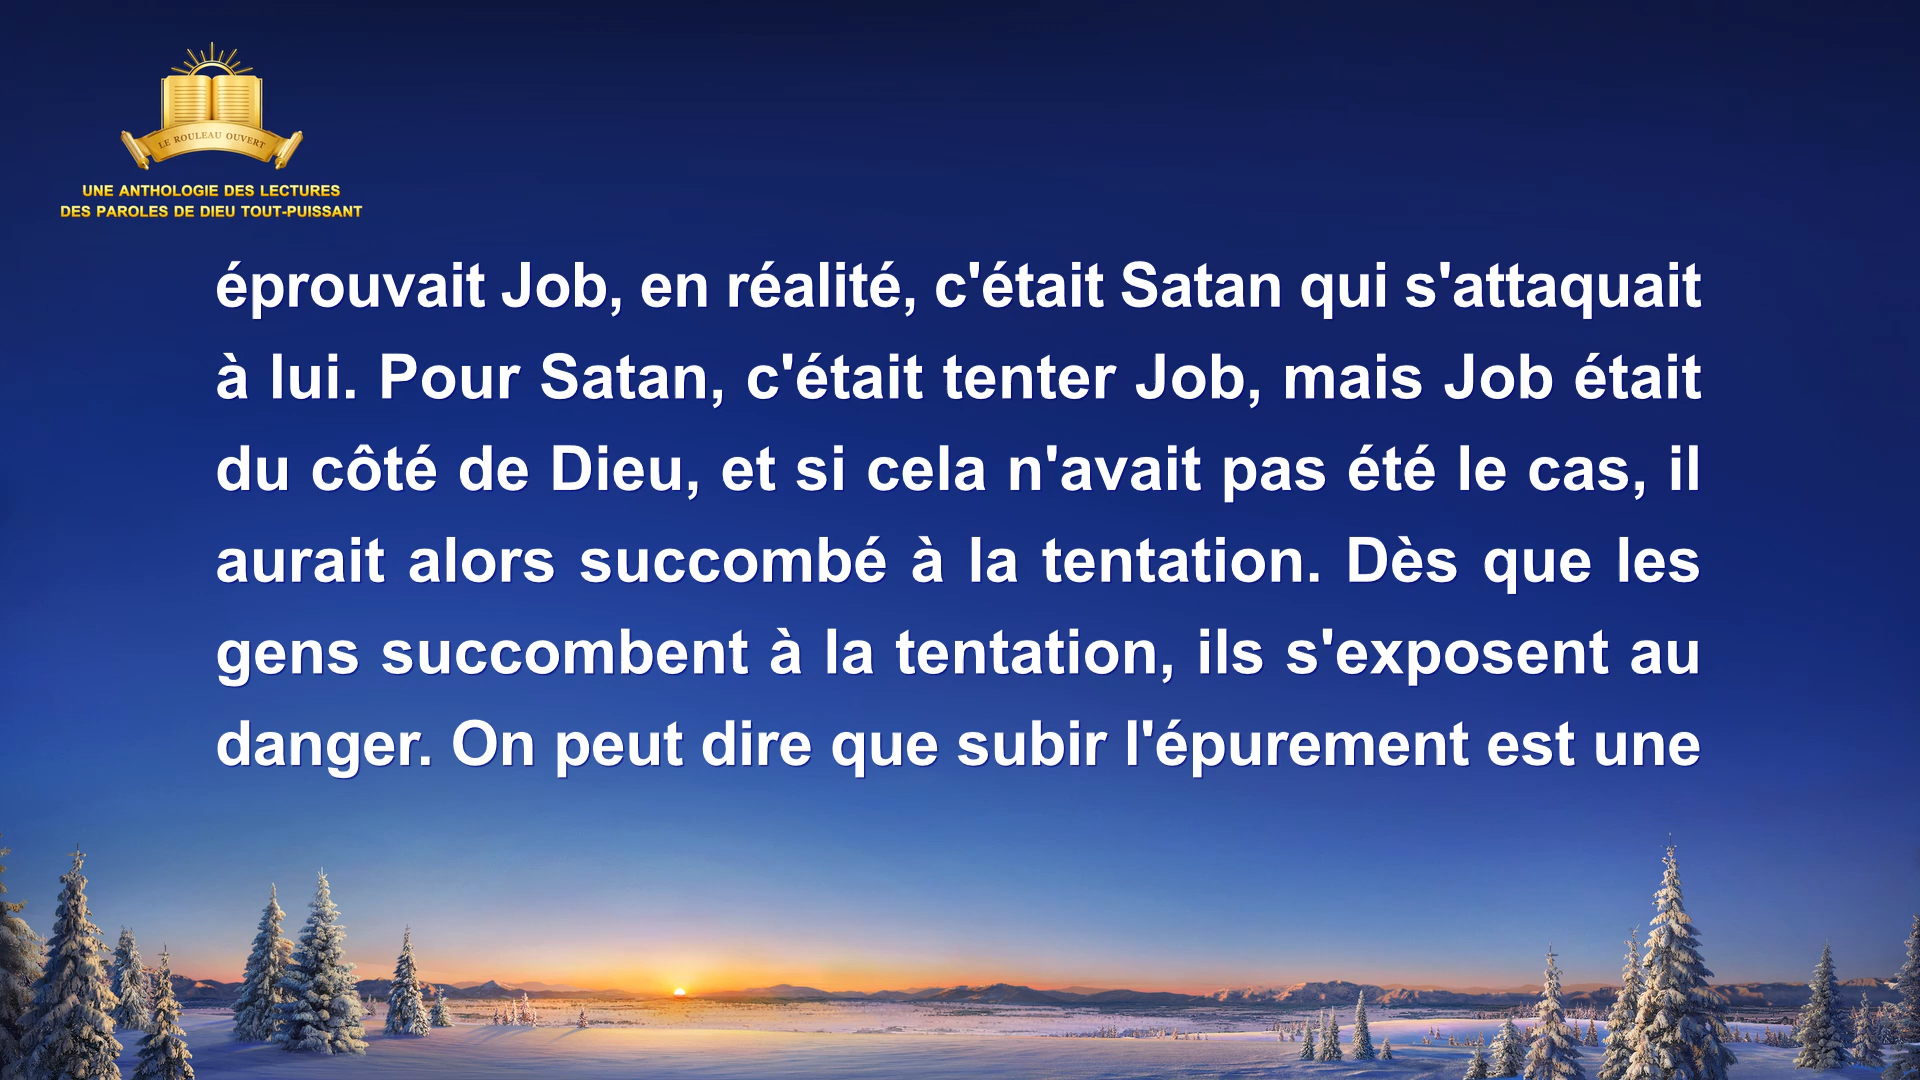 LE ROULEAU OUVERT
UNE ANTHOLOGIE DES LECTURES
DES PAROLES DE DIEU TOUT-PUISSANT
éprouvait Job, en réalité, c'était Satan qui s'attaquait
à lui. Pour Satan, c'était tenter Job, mais Job était
du côté de Dieu, et si cela n'avait pas été le cas, il
aurait alors succombé à la tentation. Dès que les
gens succombent à la tentation, ils s'exposent au
danger. On peut dire que subir l'épurement est une